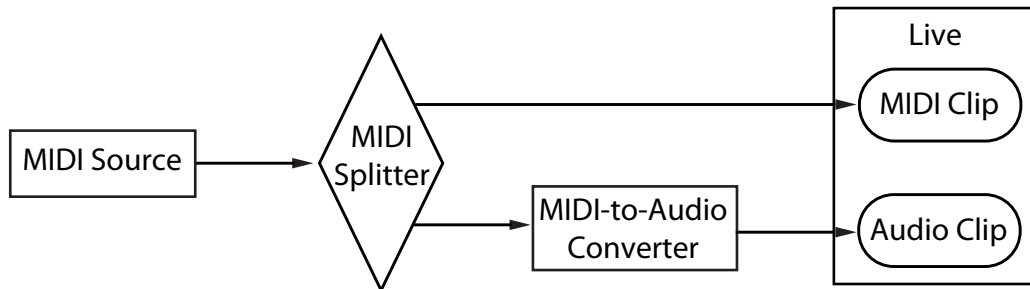 Live
MIDI Clip
MIDI Source
MIDI
Splitter
MIDI-to-Audio
Converter
Audio Clip